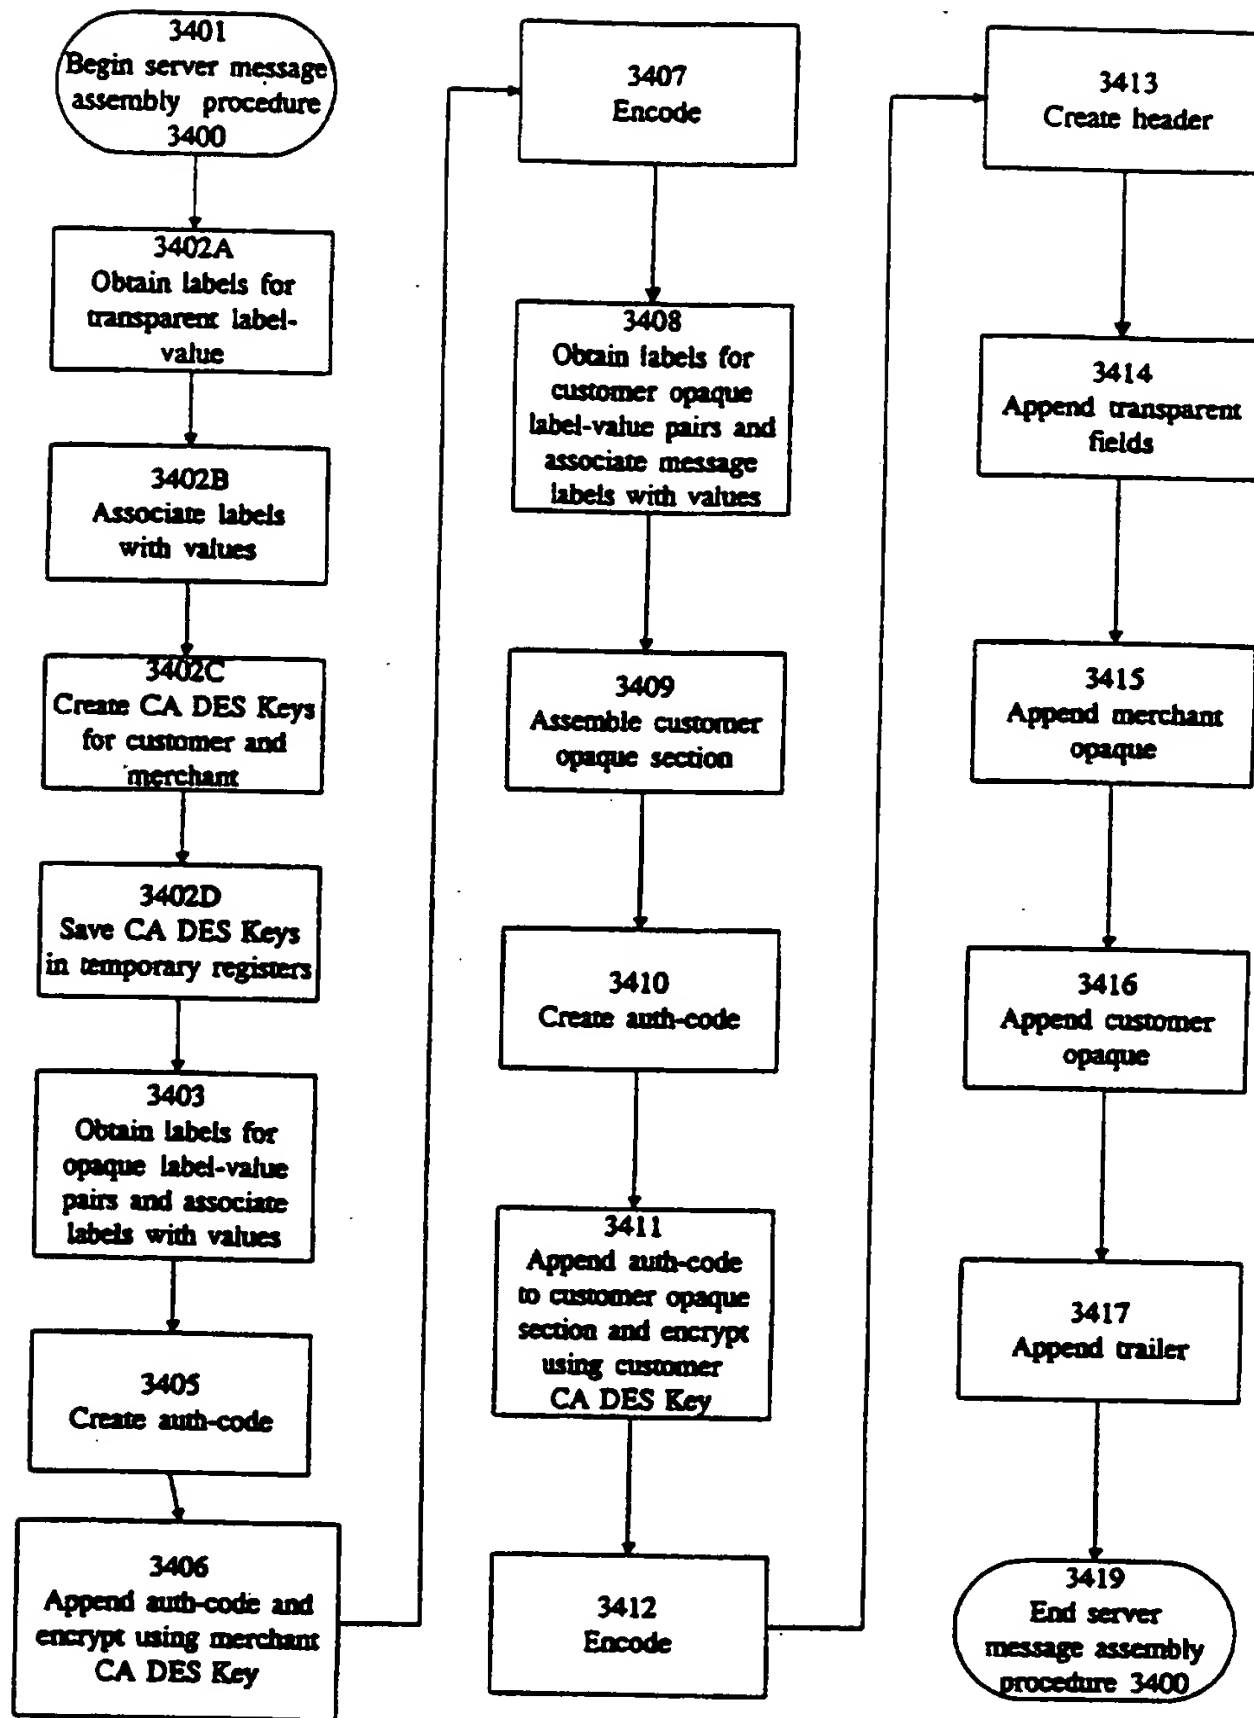 3401
Begin server message
assembly procedure
3400
3402A
Obtain labels for
transparent label-
value
3402B
Associate labels
with values
3402C
Create CA DES Keys
for customer and
merchant
3402D
Save CA DES Keys
in temporary registers
3403
Obtain labels for
opaque label-value
pairs and associate
labels with values
3405
Create auth-code
3406
Append auth-code and
encrypt using merchant
CA DES Key
3407
Encode
3408
Obtain labels for
customer opaque
label-value pairs and
associate message
labels with values
3409
Assemble customer
opaque section
3410
Create auth-code
3411
Append auth-code
to customer opaque
section and encrypt
using customer
CA DES Key
3412
Encode
3413
Create header
3414
Append transparent
fields
3415
Append merchant
opaque
3416
Append customer
opaque
3417
Append trailer
3419
End server
message assembly
procedure 3400